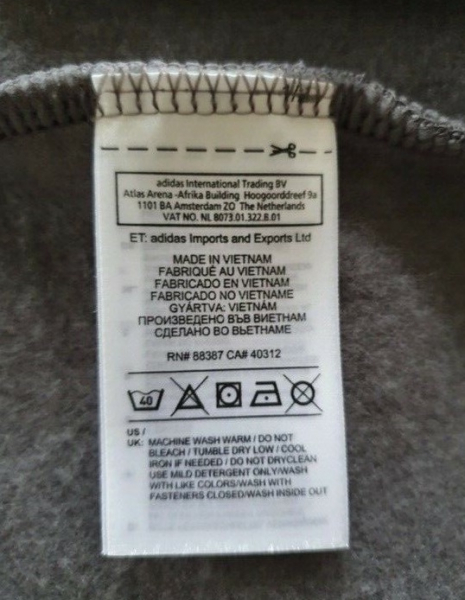 adidas International Trading BV
Atlas Arena -Afrika Building Hoogoorddreef 9a
1101 BA Amsterdam ZO The Netherlands
VAT NO. NL 8073.01.322.B.01
ET: adidas Imports and Exports Ltd
MADE IN VIETNAM
FABRIQUÉ AU VIETNAM
FABRICADO EN VIETNAM
FABRICADO NO VIETNAME
GYÁRTVA: VIETNÁM
ПРОИЗВЕДЕНО ВЪВ ВИЕТНАМ
СДЕЛАНО ВО ВЬЕТНАМЕ
RN# 88387 CA# 40312
40
US /
UK: MACHINE WASH WARM / DO NOT
BLEACH / TUMBLE DRY LOW / COOL
IRON IF NEEDED / DO NOT DRYCLEAN
USE MILD DETERGENT ONLY/WASH
WITH LIKE COLORS/WASH WITH
FASTENERS CLOSED/WASH INSIDE OUT